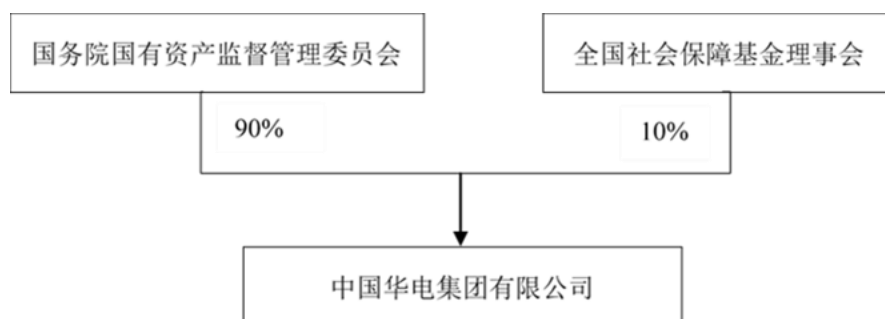 国务院国有资产监督管理委员会
全国社会保障基金理事会
90%
10%
中国华电集团有限公司